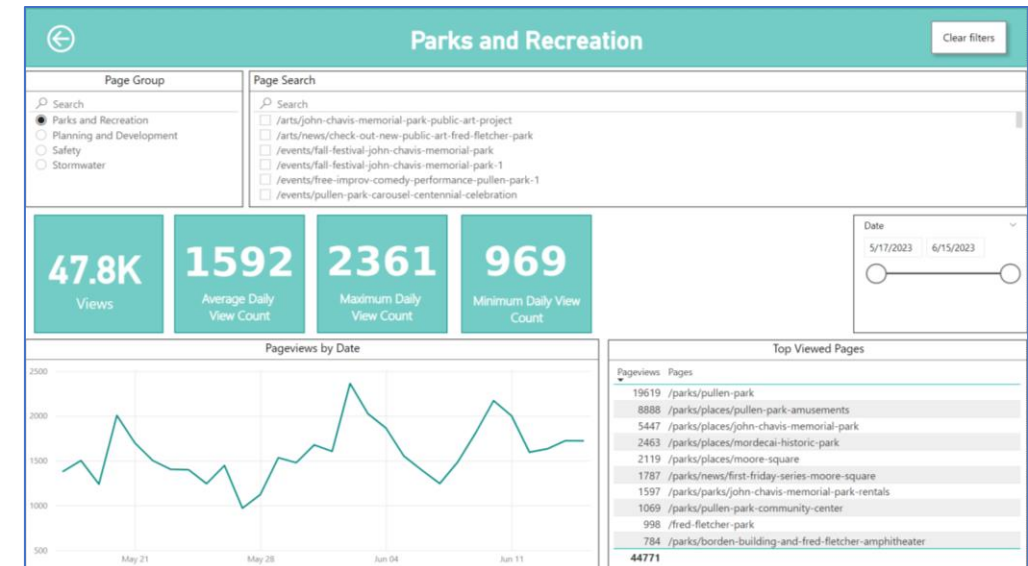 Parks and Recreation
Clear filters
Page Group
Search
Parks and Recreation
Planning and Development
Safety
Stormwater
Page Search
Search
/arts/john-chavis-memorial-park-public-art-project
/arts/news/check-out-new-public-art-fred-fletcher-park
/events/fall-festival-john-chavis-memorial-park
/events/fall-festival-john-chavis-memorial-park-1
/events/free-improv-comedy-performance-pullen-park-1
/events/pullen-park-carousel-centennial-celebration
47.8K
Views
1592
Average Daily
View Count
2361
Maximum Daily
View Count
969
Minimum Daily View
Count
Date
5/17/2023 6/15/2023
Pageviews by Date
2500
2000
1500
1000
500
May 21 May 28 Jun 04 Jun 11
Top Viewed Pages
Pageviews Pages
19619 /parks/pullen-park
8888 /parks/places/pullen-park-amusements
5447 /parks/places/john-chavis-memorial-park
2463 /parks/places/mordecai-historic-park
2119 /parks/places/moore-square
1787 /parks/news/first-friday-series-moore-square
1597 /parks/parks/john-chavis-memorial-park-rentals
1069 /parks/pullen-park-community-center
998 /fred-fletcher-park
784 /parks/borden-building-and-fred-fletcher-amphitheater
44771